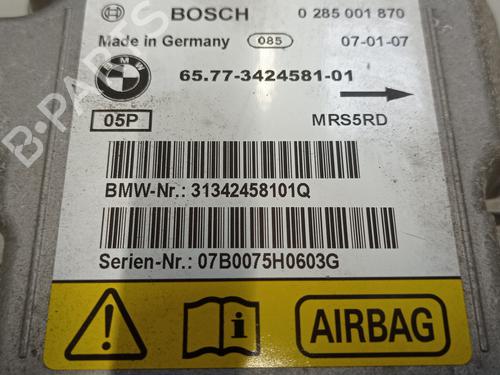 BOSCH 0 285 001 870
Made in Germany 085 07-01-07
BMW 65.77-3424581-01
05P MRS5RD
BMW-Nr.: 31342458101Q
Serien-Nr.: 07B0075H0603G
AIRBAG
B-PARTS